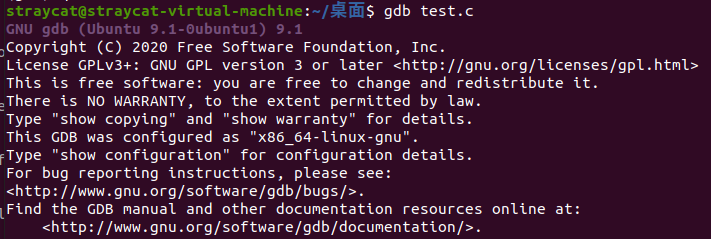 straycat@straycat-virtual-machine:~/桌面$ gdb test.c
GNU gdb (Ubuntu 9.1-0ubuntu1) 9.1
Copyright (C) 2020 Free Software Foundation, Inc.
License GPLv3+: GNU GPL version 3 or later <http://gnu.org/licenses/gpl.html>
This is free software: you are free to change and redistribute it.
There is NO WARRANTY, to the extent permitted by law.
Type "show copying" and "show warranty" for details.
This GDB was configured as "x86_64-linux-gnu".
Type "show configuration" for configuration details.
For bug reporting instructions, please see:
<http://www.gnu.org/software/gdb/bugs/>.
Find the GDB manual and other documentation resources online at:
    <http://www.gnu.org/software/gdb/documentation/>.